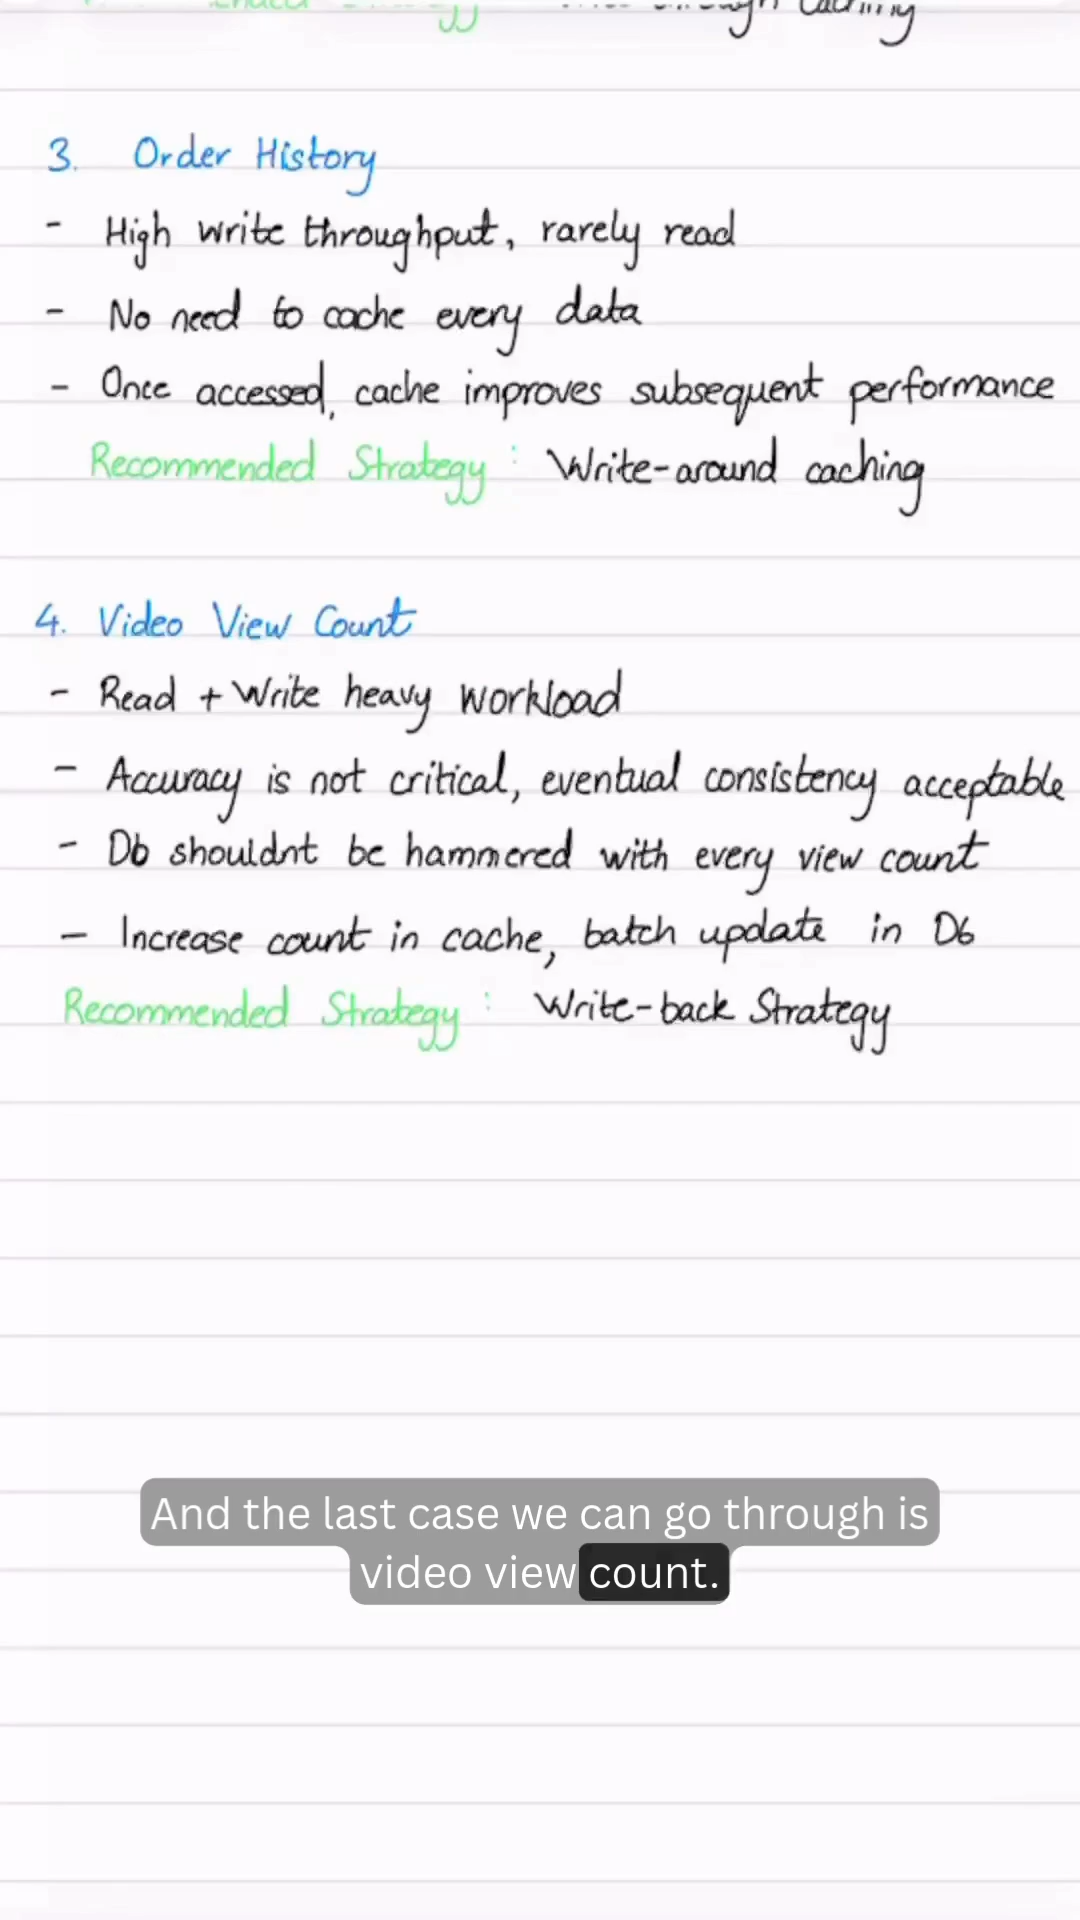 Strategy
caching
3. Order History
- High write throughput, rarely read
- No need to cache every data
- Once accessed, cache improves subsequent performance
Recommended Strategy : Write-around caching
4. Video View Count
- Read + Write heavy workload
- Accuracy is not critical, eventual consistency acceptable
- Db shouldnt be hammered with every view count
- Increase count in cache, batch update in Db
Recommended Strategy : Write-back Strategy
And the last case we can go through is
video view count.